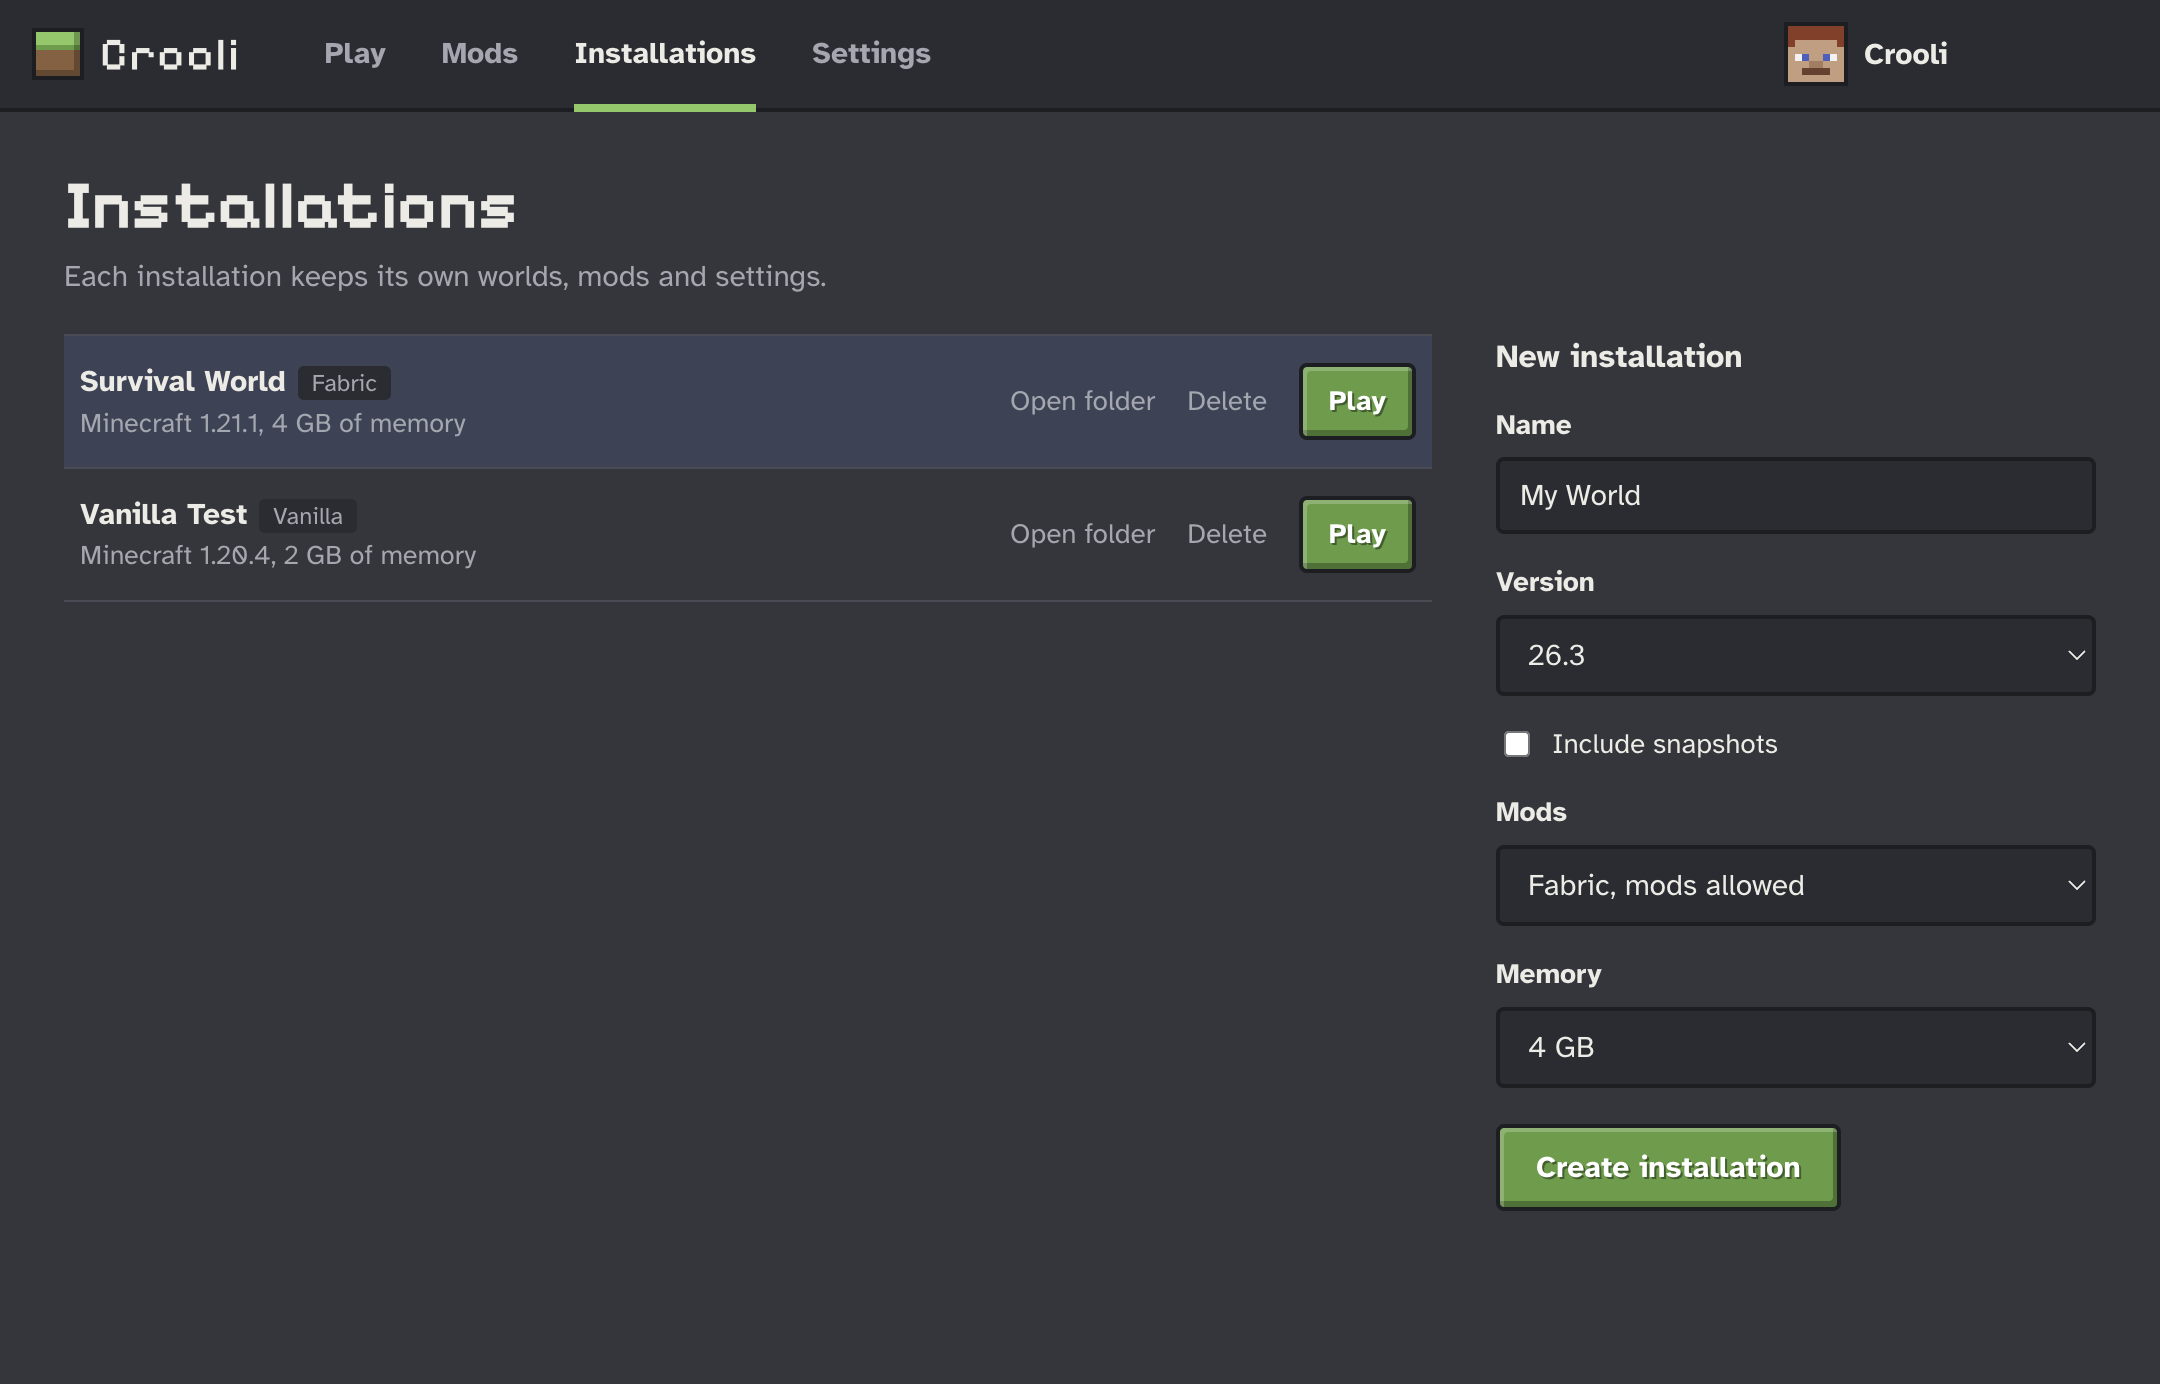 Crooli
Play
Mods
Installations
Settings
Crooli
Installations
Each installation keeps its own worlds, mods and settings.
Survival World
Fabric
Minecraft 1.21.1, 4 GB of memory
Open folder
Delete
Play
Vanilla Test
Vanilla
Minecraft 1.20.4, 2 GB of memory
Open folder
Delete
Play
New installation
Name
My World
Version
26.3
Include snapshots
Mods
Fabric, mods allowed
Memory
4 GB
Create installation